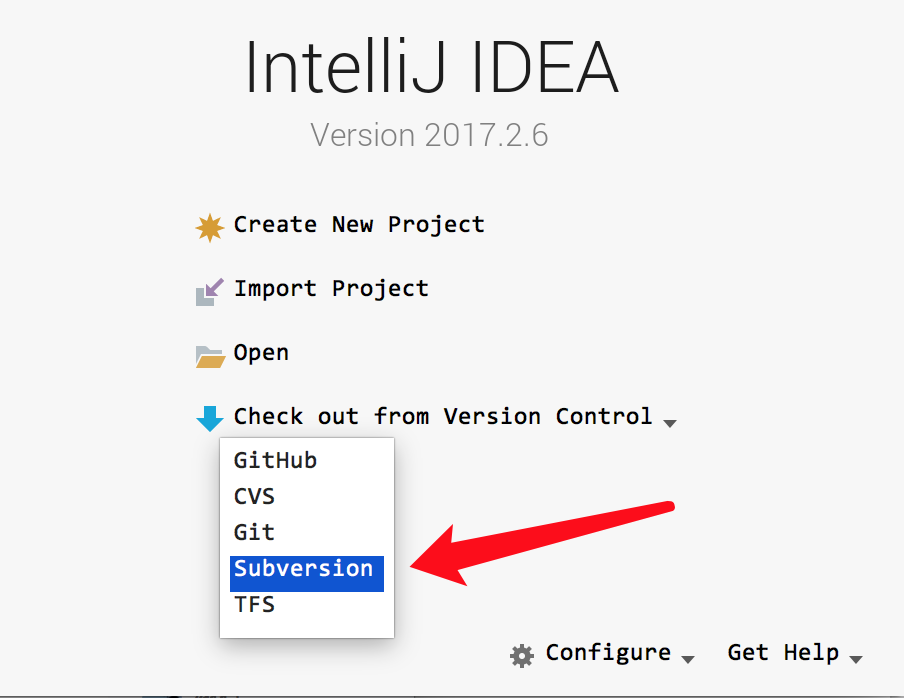 IntelliJ IDEA
Version 2017.2.6
Create New Project
Import Project
Open
Check out from Version Control
GitHub
CVS
Git
Subversion
TFS
Configure Get Help